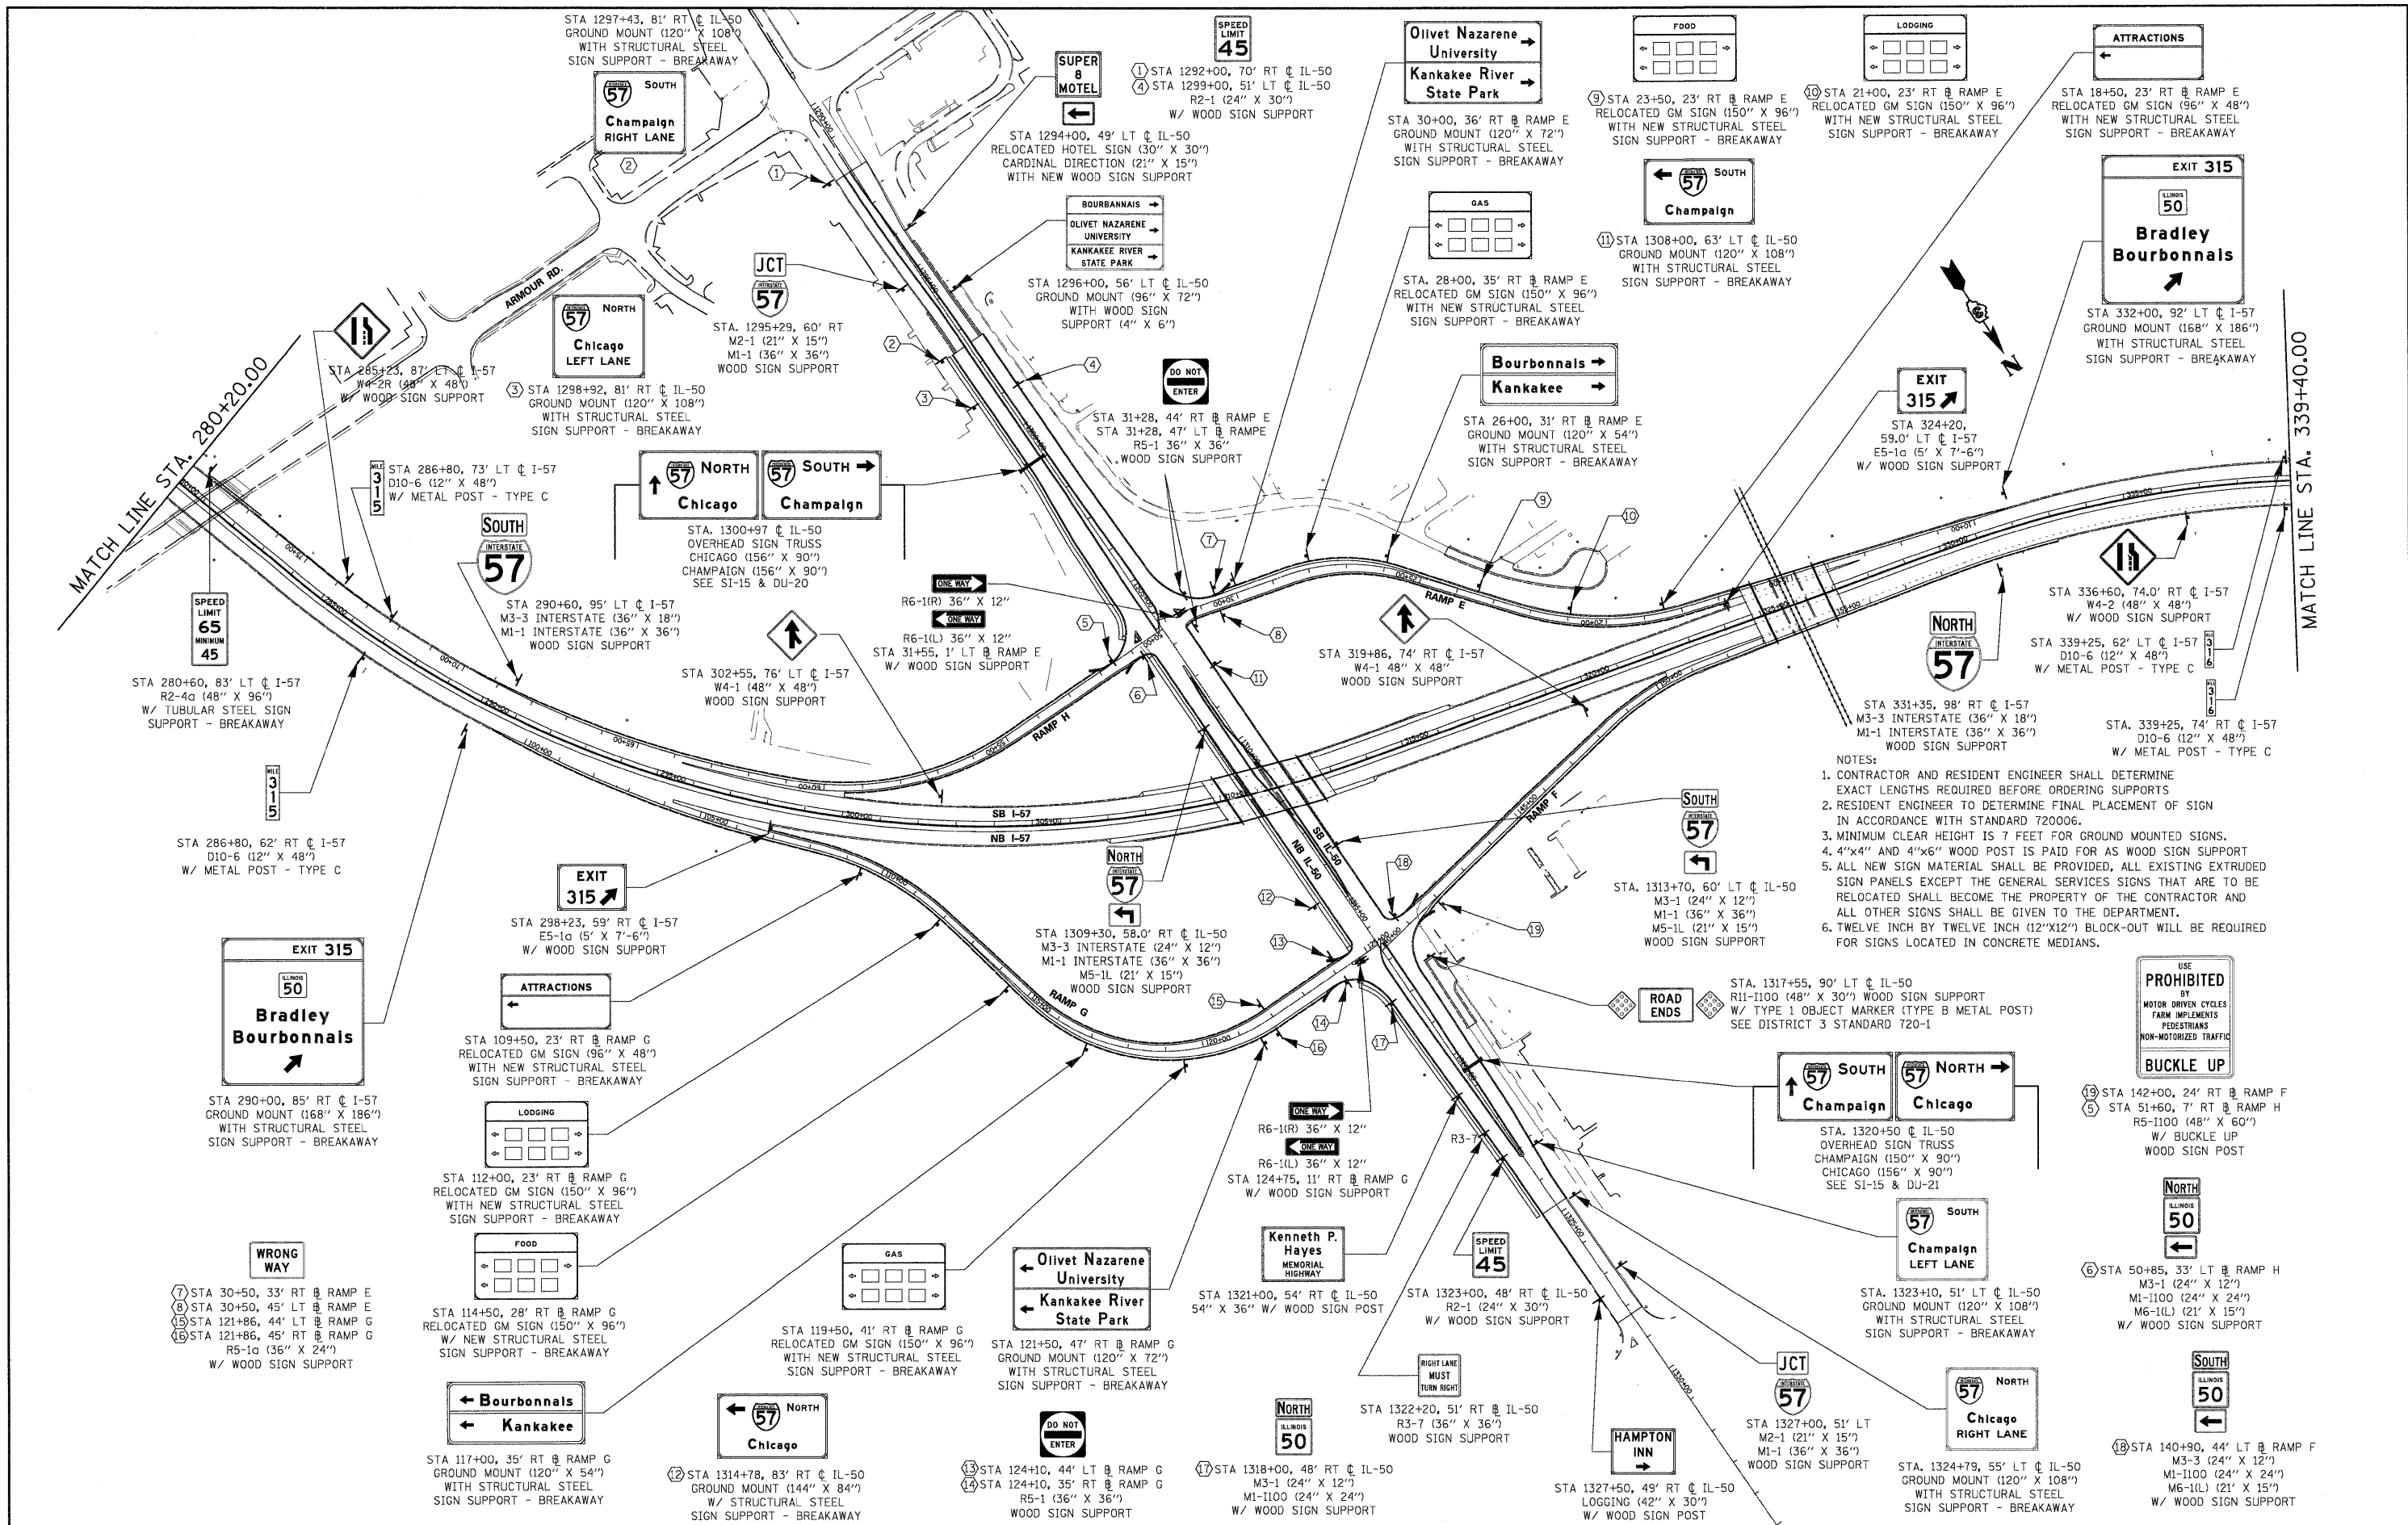 STA 1297+43, 81' RT ℄ IL-50
GROUND MOUNT (120" X 108")
WITH STRUCTURAL STEEL
SIGN SUPPORT - BREAKAWAY
INTERSTATE
57 SOUTH
Champaign
RIGHT LANE
2
SUPER
8
MOTEL
STA 1294+00, 49' LT ℄ IL-50
RELOCATED HOTEL SIGN (30" X 30")
CARDINAL DIRECTION (21" X 15")
WITH NEW WOOD SIGN SUPPORT
SPEED
LIMIT
45
1 STA 1292+00, 70' RT ℄ IL-50
4 STA 1299+00, 51' LT ℄ IL-50
R2-1 (24" X 30")
W/ WOOD SIGN SUPPORT
Olivet Nazarene
University
Kankakee River
State Park
STA 30+00, 36' RT B RAMP E
GROUND MOUNT (120" X 72")
WITH STRUCTURAL STEEL
SIGN SUPPORT - BREAKAWAY
FOOD
9 STA 23+50, 23' RT B RAMP E
RELOCATED GM SIGN (150" X 96")
WITH NEW STRUCTURAL STEEL
SIGN SUPPORT - BREAKAWAY
LODGING
10 STA 21+00, 23' RT B RAMP E
RELOCATED GM SIGN (150" X 96")
WITH NEW STRUCTURAL STEEL
SIGN SUPPORT - BREAKAWAY
ATTRACTIONS
STA 18+50, 23' RT B RAMP E
RELOCATED GM SIGN (96" X 48")
WITH NEW STRUCTURAL STEEL
SIGN SUPPORT - BREAKAWAY
EXIT 315
ILLINOIS
50
Bradley
Bourbonnais
STA 332+00, 92' LT ℄ I-57
GROUND MOUNT (168" X 186")
WITH STRUCTURAL STEEL
SIGN SUPPORT - BREAKAWAY
BOURBANNAIS
OLIVET NAZARENE
UNIVERSITY
KANKAKEE RIVER
STATE PARK
STA 1296+00, 56' LT ℄ IL-50
GROUND MOUNT (96" X 72")
WITH WOOD SIGN
SUPPORT (4" X 6")
GAS
STA. 28+00, 35' RT B RAMP E
RELOCATED GM SIGN (150" X 96")
WITH NEW STRUCTURAL STEEL
SIGN SUPPORT - BREAKAWAY
57 SOUTH
Champaign
11 STA 1308+00, 63' LT ℄ IL-50
GROUND MOUNT (120" X 108")
WITH STRUCTURAL STEEL
SIGN SUPPORT - BREAKAWAY
N
ARMOUR RD.
MATCH LINE STA. 280+20.00
MATCH LINE STA. 339+40.00
STA 285+23, 87' LT ℄ I-57
W4-2R (48" X 48")
W/ WOOD SIGN SUPPORT
57 NORTH
Chicago
LEFT LANE
3 STA 1298+92, 81' RT ℄ IL-50
GROUND MOUNT (120" X 108")
WITH STRUCTURAL STEEL
SIGN SUPPORT - BREAKAWAY
JCT
INTERSTATE
57
STA. 1295+29, 60' RT
M2-1 (21" X 15")
M1-1 (36" X 36")
WOOD SIGN SUPPORT
DO NOT
ENTER
STA 31+28, 44' RT B RAMP E
STA 31+28, 47' LT B RAMPE
R5-1 36" X 36"
WOOD SIGN SUPPORT
Bourbonnais
Kankakee
STA 26+00, 31' RT B RAMP E
GROUND MOUNT (120" X 54")
WITH STRUCTURAL STEEL
SIGN SUPPORT - BREAKAWAY
EXIT
315
STA 324+20,
59.0' LT ℄ I-57
E5-1a (5' X 7'-6")
W/ WOOD SIGN SUPPORT
MILE
3
1
5
STA 286+80, 73' LT ℄ I-57
D10-6 (12" X 48")
W/ METAL POST - TYPE C
57 NORTH
Chicago
57 SOUTH
Champaign
STA. 1300+97 ℄ IL-50
OVERHEAD SIGN TRUSS
CHICAGO (156" X 90")
CHAMPAIGN (156" X 90")
SEE SI-15 & DU-20
SOUTH
INTERSTATE
57
STA 290+60, 95' LT ℄ I-57
M3-3 INTERSTATE (36" X 18")
M1-1 INTERSTATE (36" X 36")
WOOD SIGN SUPPORT
SPEED
LIMIT
65
MINIMUM
45
STA 280+60, 83' LT ℄ I-57
R2-4a (48" X 96")
W/ TUBULAR STEEL SIGN
SUPPORT - BREAKAWAY
ONE WAY
R6-1(R) 36" X 12"
ONE WAY
R6-1(L) 36" X 12"
STA 31+55, 1' LT B RAMP E
W/ WOOD SIGN SUPPORT
STA 302+55, 76' LT ℄ I-57
W4-1 (48" X 48")
WOOD SIGN SUPPORT
STA 319+86, 74' RT ℄ I-57
W4-1 48" X 48"
WOOD SIGN SUPPORT
NORTH
INTERSTATE
57
STA 331+35, 98' RT ℄ I-57
M3-3 INTERSTATE (36" X 18")
M1-1 INTERSTATE (36" X 36")
WOOD SIGN SUPPORT
STA 336+60, 74.0' RT ℄ I-57
W4-2 (48" X 48")
W/ WOOD SIGN SUPPORT
STA 339+25, 62' LT ℄ I-57
D10-6 (12" X 48")
W/ METAL POST - TYPE C
MILE
3
1
6
STA. 339+25, 74' RT ℄ I-57
D10-6 (12" X 48")
W/ METAL POST - TYPE C
MILE
3
1
6
RAMP E
RAMP H
RAMP F
RAMP G
SB I-57
NB I-57
SB IL-50
NB IL-50
NOTES:
1. CONTRACTOR AND RESIDENT ENGINEER SHALL DETERMINE
EXACT LENGTHS REQUIRED BEFORE ORDERING SUPPORTS
2. RESIDENT ENGINEER TO DETERMINE FINAL PLACEMENT OF SIGN
IN ACCORDANCE WITH STANDARD 720006.
3. MINIMUM CLEAR HEIGHT IS 7 FEET FOR GROUND MOUNTED SIGNS.
4. 4"x4" AND 4"x6" WOOD POST IS PAID FOR AS WOOD SIGN SUPPORT
5. ALL NEW SIGN MATERIAL SHALL BE PROVIDED, ALL EXISTING EXTRUDED
SIGN PANELS EXCEPT THE GENERAL SERVICES SIGNS THAT ARE TO BE
RELOCATED SHALL BECOME THE PROPERTY OF THE CONTRACTOR AND
ALL OTHER SIGNS SHALL BE GIVEN TO THE DEPARTMENT.
6. TWELVE INCH BY TWELVE INCH (12"X12") BLOCK-OUT WILL BE REQUIRED
FOR SIGNS LOCATED IN CONCRETE MEDIANS.
MILE
3
1
5
STA 286+80, 62' RT ℄ I-57
D10-6 (12" X 48")
W/ METAL POST - TYPE C
EXIT
315
STA 298+23, 59' RT ℄ I-57
E5-1a (5' X 7'-6")
W/ WOOD SIGN SUPPORT
NORTH
INTERSTATE
57
STA 1309+30, 58.0' RT ℄ IL-50
M3-3 INTERSTATE (24" X 12")
M1-1 INTERSTATE (36" X 36")
M5-1L (21' X 15")
WOOD SIGN SUPPORT
SOUTH
INTERSTATE
57
STA. 1313+70, 60' LT ℄ IL-50
M3-1 (24" X 12")
M1-1 (36" X 36")
M5-1L (21" X 15")
WOOD SIGN SUPPORT
EXIT 315
ILLINOIS
50
Bradley
Bourbonnais
STA 290+00, 85' RT ℄ I-57
GROUND MOUNT (168" X 186")
WITH STRUCTURAL STEEL
SIGN SUPPORT - BREAKAWAY
ATTRACTIONS
STA 109+50, 23' RT B RAMP G
RELOCATED GM SIGN (96" X 48")
WITH NEW STRUCTURAL STEEL
SIGN SUPPORT - BREAKAWAY
ROAD
ENDS
STA. 1317+55, 90' LT ℄ IL-50
R11-I100 (48" X 30") WOOD SIGN SUPPORT
W/ TYPE 1 OBJECT MARKER (TYPE B METAL POST)
SEE DISTRICT 3 STANDARD 720-1
USE
PROHIBITED
BY
MOTOR DRIVEN CYCLES
FARM IMPLEMENTS
PEDESTRIANS
NON-MOTORIZED TRAFFIC
BUCKLE UP
19 STA 142+00, 24' RT B RAMP F
5 STA 51+60, 7' RT B RAMP H
R5-I100 (48" X 60")
W/ BUCKLE UP
WOOD SIGN POST
LODGING
STA 112+00, 23' RT B RAMP G
RELOCATED GM SIGN (150" X 96")
WITH NEW STRUCTURAL STEEL
SIGN SUPPORT - BREAKAWAY
ONE WAY
R6-1(R) 36" X 12"
ONE WAY
R6-1(L) 36" X 12"
STA 124+75, 11' RT B RAMP G
W/ WOOD SIGN SUPPORT
R3-7
57 SOUTH
Champaign
57 NORTH
Chicago
STA. 1320+50 ℄ IL-50
OVERHEAD SIGN TRUSS
CHAMPAIGN (150" X 90")
CHICAGO (156" X 90")
SEE SI-15 & DU-21
WRONG
WAY
7 STA 30+50, 33' RT B RAMP E
8 STA 30+50, 45' LT B RAMP E
15 STA 121+86, 44' LT B RAMP G
16 STA 121+86, 45' RT B RAMP G
R5-1a (36" X 24")
W/ WOOD SIGN SUPPORT
FOOD
STA 114+50, 28' RT B RAMP G
RELOCATED GM SIGN (150" X 96")
W/ NEW STRUCTURAL STEEL
SIGN SUPPORT - BREAKAWAY
GAS
STA 119+50, 41' RT B RAMP G
RELOCATED GM SIGN (150" X 96")
WITH NEW STRUCTURAL STEEL
SIGN SUPPORT - BREAKAWAY
Olivet Nazarene
University
Kankakee River
State Park
STA 121+50, 47' RT B RAMP G
GROUND MOUNT (120" X 72")
WITH STRUCTURAL STEEL
SIGN SUPPORT - BREAKAWAY
Kenneth P.
Hayes
MEMORIAL
HIGHWAY
STA 1321+00, 54' RT ℄ IL-50
54" X 36" W/ WOOD SIGN POST
SPEED
LIMIT
45
STA 1323+00, 48' RT ℄ IL-50
R2-1 (24" X 30")
W/ WOOD SIGN SUPPORT
57 SOUTH
Champaign
LEFT LANE
STA. 1323+10, 51' LT ℄ IL-50
GROUND MOUNT (120" X 108")
WITH STRUCTURAL STEEL
SIGN SUPPORT - BREAKAWAY
NORTH
ILLINOIS
50
6 STA 50+85, 33' LT B RAMP H
M3-1 (24" X 12")
M1-I100 (24" X 24")
M6-1(L) (21' X 15")
W/ WOOD SIGN SUPPORT
Bourbonnais
Kankakee
STA 117+00, 35' RT B RAMP G
GROUND MOUNT (120" X 54")
WITH STRUCTURAL STEEL
SIGN SUPPORT - BREAKAWAY
57 NORTH
Chicago
12 STA 1314+78, 83' RT ℄ IL-50
GROUND MOUNT (144" X 84")
W/ STRUCTURAL STEEL
SIGN SUPPORT - BREAKAWAY
DO NOT
ENTER
13 STA 124+10, 44' LT B RAMP G
14 STA 124+10, 35' RT B RAMP G
R5-1 (36" X 36")
WOOD SIGN SUPPORT
NORTH
ILLINOIS
50
17 STA 1318+00, 48' RT ℄ IL-50
M3-1 (24" X 12")
M1-I100 (24" X 24")
W/ WOOD SIGN SUPPORT
RIGHT LANE
MUST
TURN RIGHT
STA 1322+20, 51' RT B IL-50
R3-7 (36" X 36")
WOOD SIGN SUPPORT
HAMPTON
INN
STA 1327+50, 49' RT ℄ IL-50
LOGGING (42" X 30")
W/ WOOD SIGN POST
JCT
INTERSTATE
57
STA 1327+00, 51' LT
M2-1 (21" X 15")
M1-1 (36" X 36")
WOOD SIGN SUPPORT
57 NORTH
Chicago
RIGHT LANE
STA. 1324+79, 55' LT ℄ IL-50
GROUND MOUNT (120" X 108")
WITH STRUCTURAL STEEL
SIGN SUPPORT - BREAKAWAY
SOUTH
ILLINOIS
50
18 STA 140+90, 44' LT B RAMP F
M3-3 (24" X 12")
M1-I100 (24" X 24")
M6-1(L) (21' X 15")
W/ WOOD SIGN SUPPORT